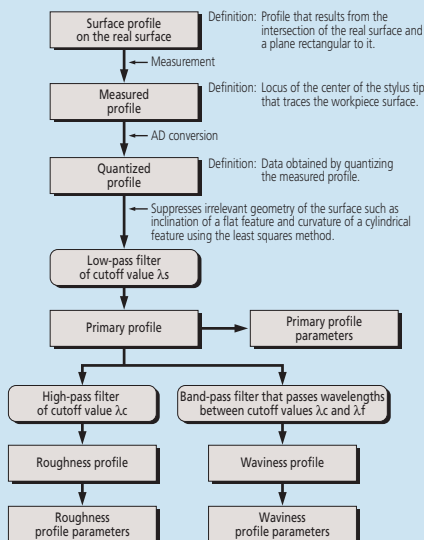 Surface profile
on the real surface
Definition: Profile that results from the
intersection of the real surface and
a plane rectangular to it.
Measurement
Measured
profile
Definition: Locus of the center of the stylus tip
that traces the workpiece surface.
AD conversion
Quantized
profile
Definition: Data obtained by quantizing
the measured profile.
Suppresses irrelevant geometry of the surface such as
inclination of a flat feature and curvature of a cylindrical
feature using the least squares method.
Low-pass filter
of cutoff value λs
Primary profile
Primary profile
parameters
High-pass filter
of cutoff value λc
Band-pass filter that passes wavelengths
between cutoff values λc and λf
Roughness profile
Waviness profile
Roughness
profile parameters
Waviness
profile parameters